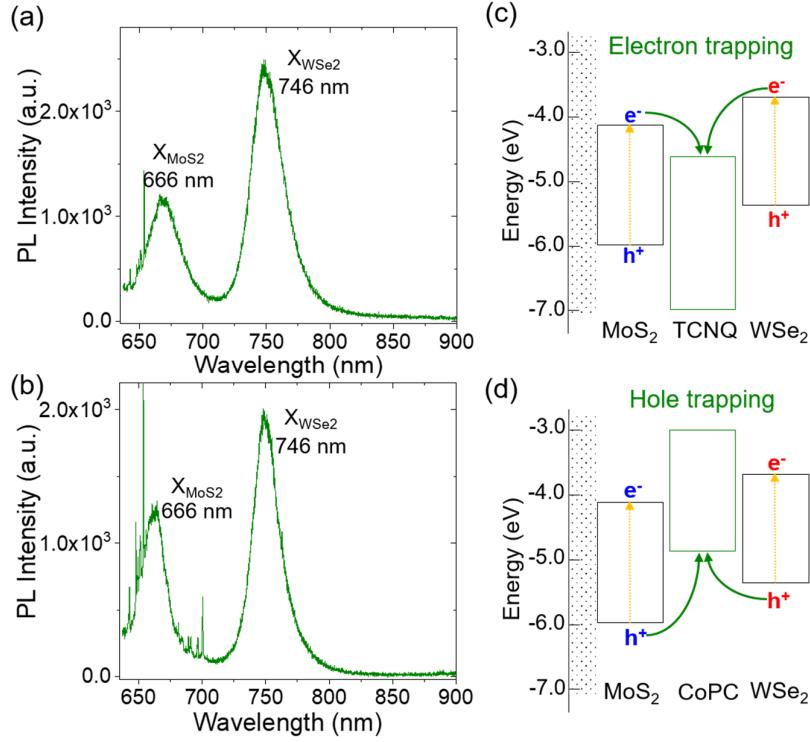 (a)
PL Intensity (a.u.)
2.0x10³
1.0x10³
0.0
X_MoS2
666 nm
X_WSe2
746 nm
650 700 750 800 850 900
Wavelength (nm)
(b)
PL Intensity (a.u.)
2.0x10³
1.0x10³
0.0
X_MoS2
666 nm
X_WSe2
746 nm
650 700 750 800 850 900
Wavelength (nm)
(c)
Electron trapping
Energy (eV)
-3.0
-4.0
-5.0
-6.0
-7.0
e⁻
e⁻
h⁺
h⁺
MoS₂ TCNQ WSe₂
(d)
Hole trapping
Energy (eV)
-3.0
-4.0
-5.0
-6.0
-7.0
e⁻
e⁻
h⁺
h⁺
MoS₂ CoPC WSe₂